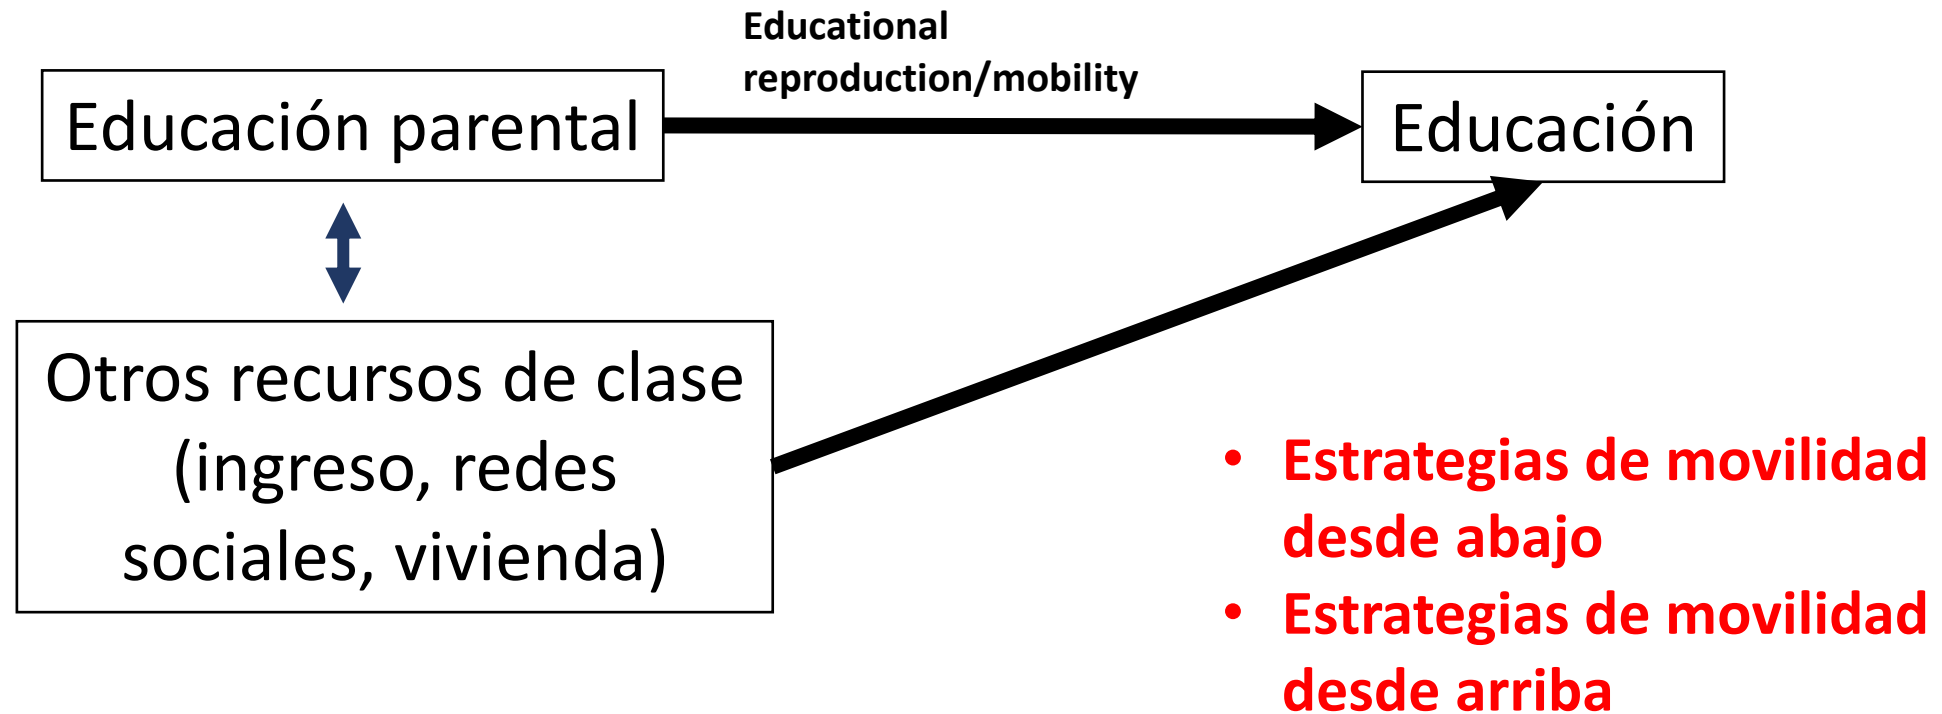 Educational
reproduction/mobility
Educación parental
Educación
Otros recursos de clase
(ingreso, redes
sociales, vivienda)
• Estrategias de movilidad
desde abajo
• Estrategias de movilidad
desde arriba